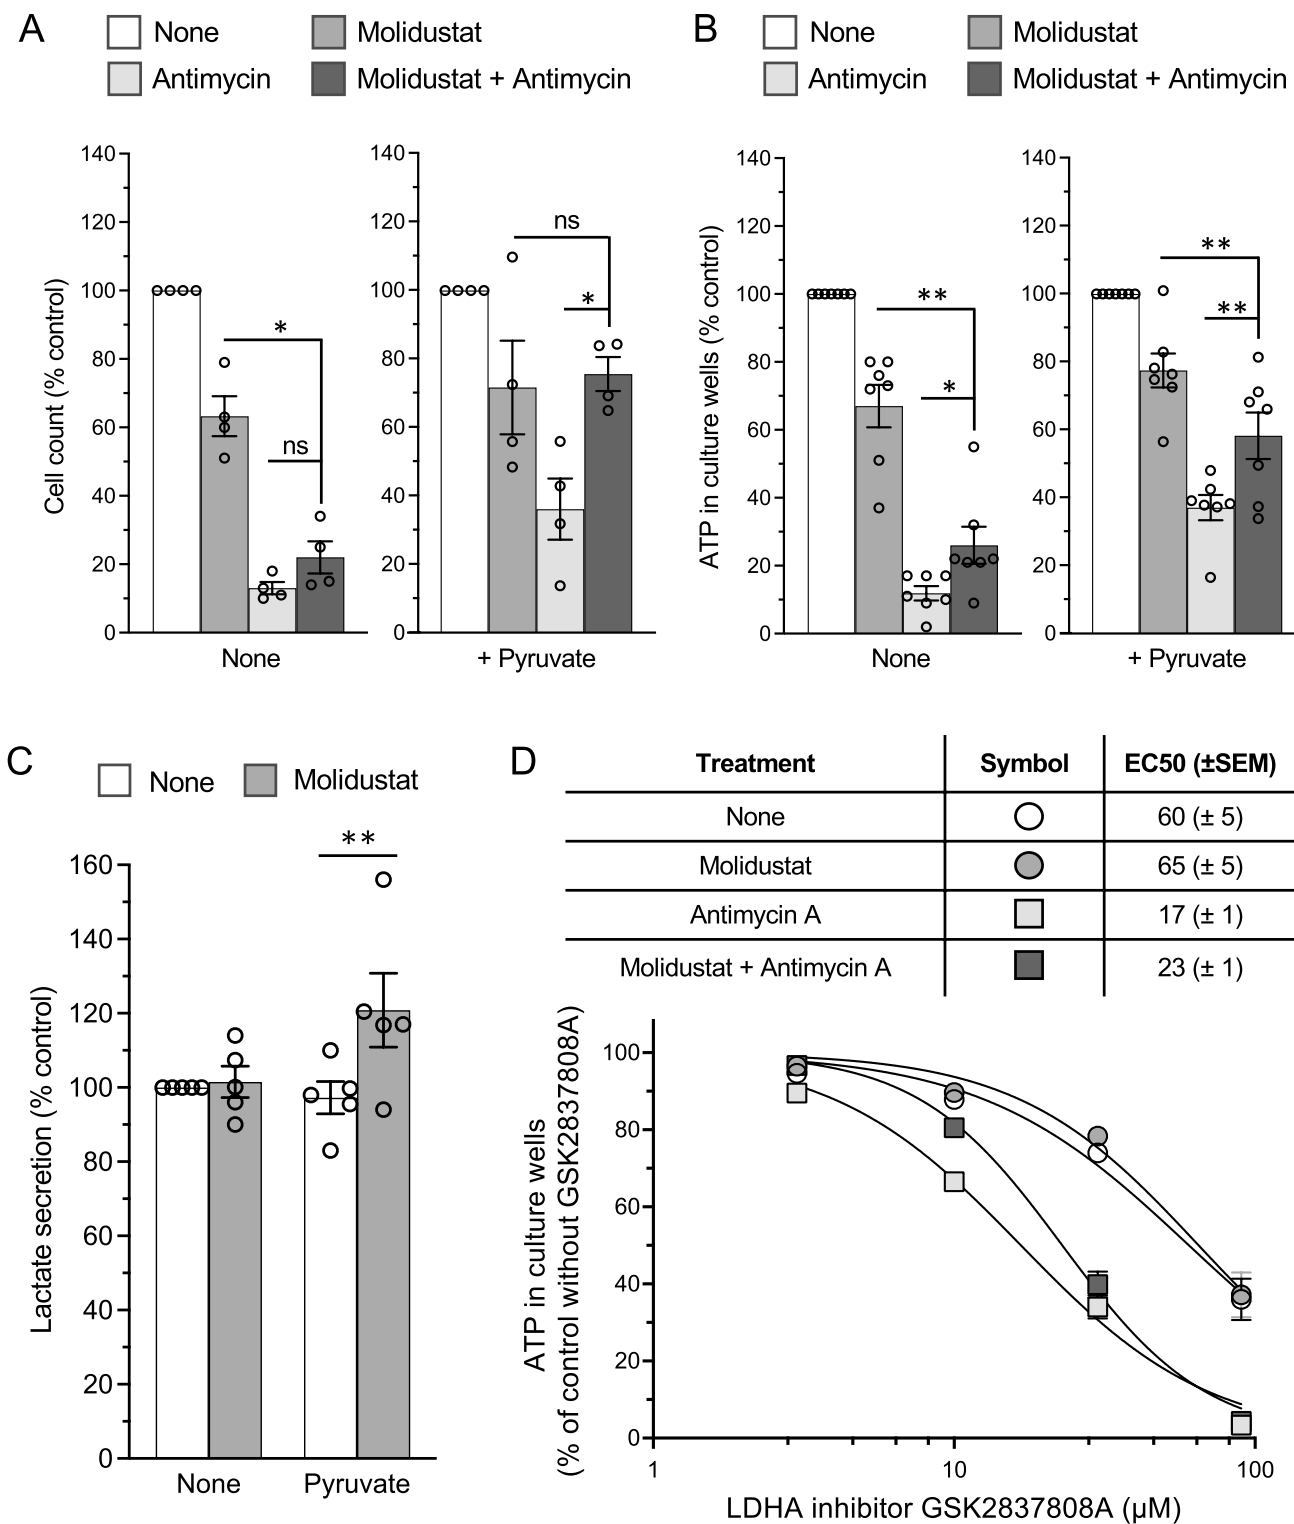 A
None
Molidustat
Antimycin
Molidustat + Antimycin
Cell count (% control)
140
120
100
80
60
40
20
0
*
ns
None
140
120
100
80
60
40
20
0
ns
*
+ Pyruvate
B
None
Molidustat
Antimycin
Molidustat + Antimycin
ATP in culture wells (% control)
140
120
100
80
60
40
20
0
**
*
None
140
120
100
80
60
40
20
0
**
**
+ Pyruvate
C
None
Molidustat
Lactate secretion (% control)
160
140
120
100
80
60
40
20
0
**
None
Pyruvate
D
Treatment Symbol EC50 (±SEM)
None 60 (± 5)
Molidustat 65 (± 5)
Antimycin A 17 (± 1)
Molidustat + Antimycin A 23 (± 1)
ATP in culture wells
(% of control without GSK2837808A)
100
80
60
40
20
0
1 10 100
LDHA inhibitor GSK2837808A (µM)